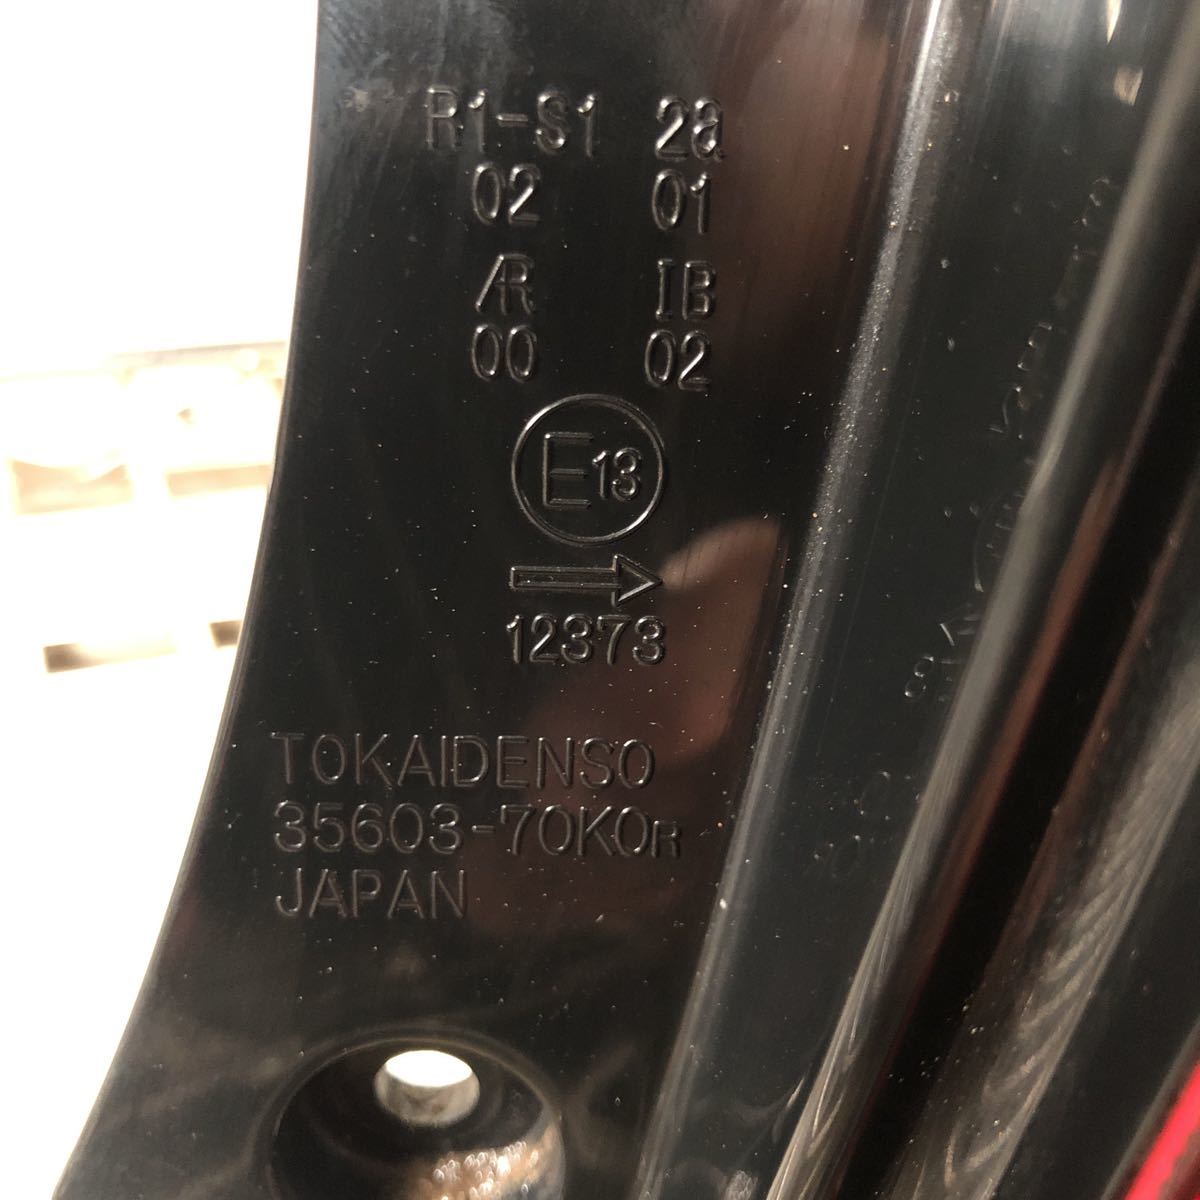 R1-S1 2a
02 01
AR IB
00 02
E13
12373
TOKAIDENSO
35603-70K0R
JAPAN